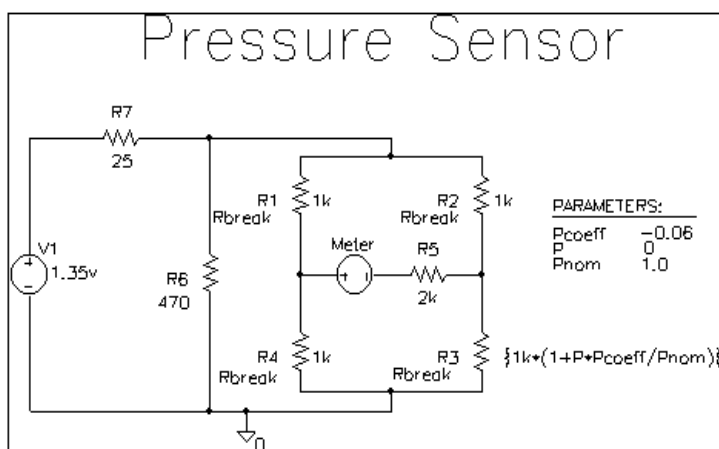 Pressure Sensor
R7
25
R1
1k
Rbreak
R2
1k
Rbreak
PARAMETERS:
Pcoeff -0.06
P 0
Pnom 1.0
V1
+
1.35v
-
R6
470
Meter
+ -
R5
2k
R4
1k
Rbreak
R3
Rbreak
{1k*(1+P*Pcoeff/Pnom)}
0